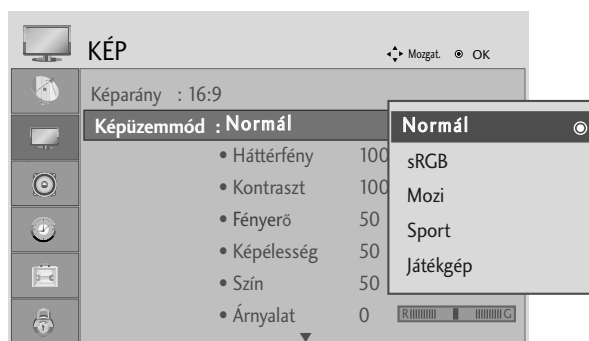 KÉP
Mozgat. OK
Képarány : 16:9
Képüzemmód : Normál
• Háttérfény 100
• Kontraszt 100
• Fényerő 50
• Képélesség 50
• Szín 50
• Árnyalat 0 R G
Normál
sRGB
Mozi
Sport
Játékgép